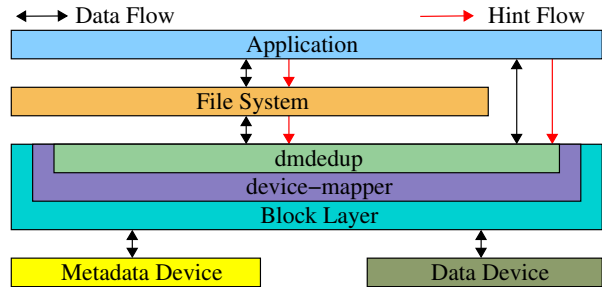 Data Flow Hint Flow
Application
File System
dmdedup
device−mapper
Block Layer
Metadata Device Data Device